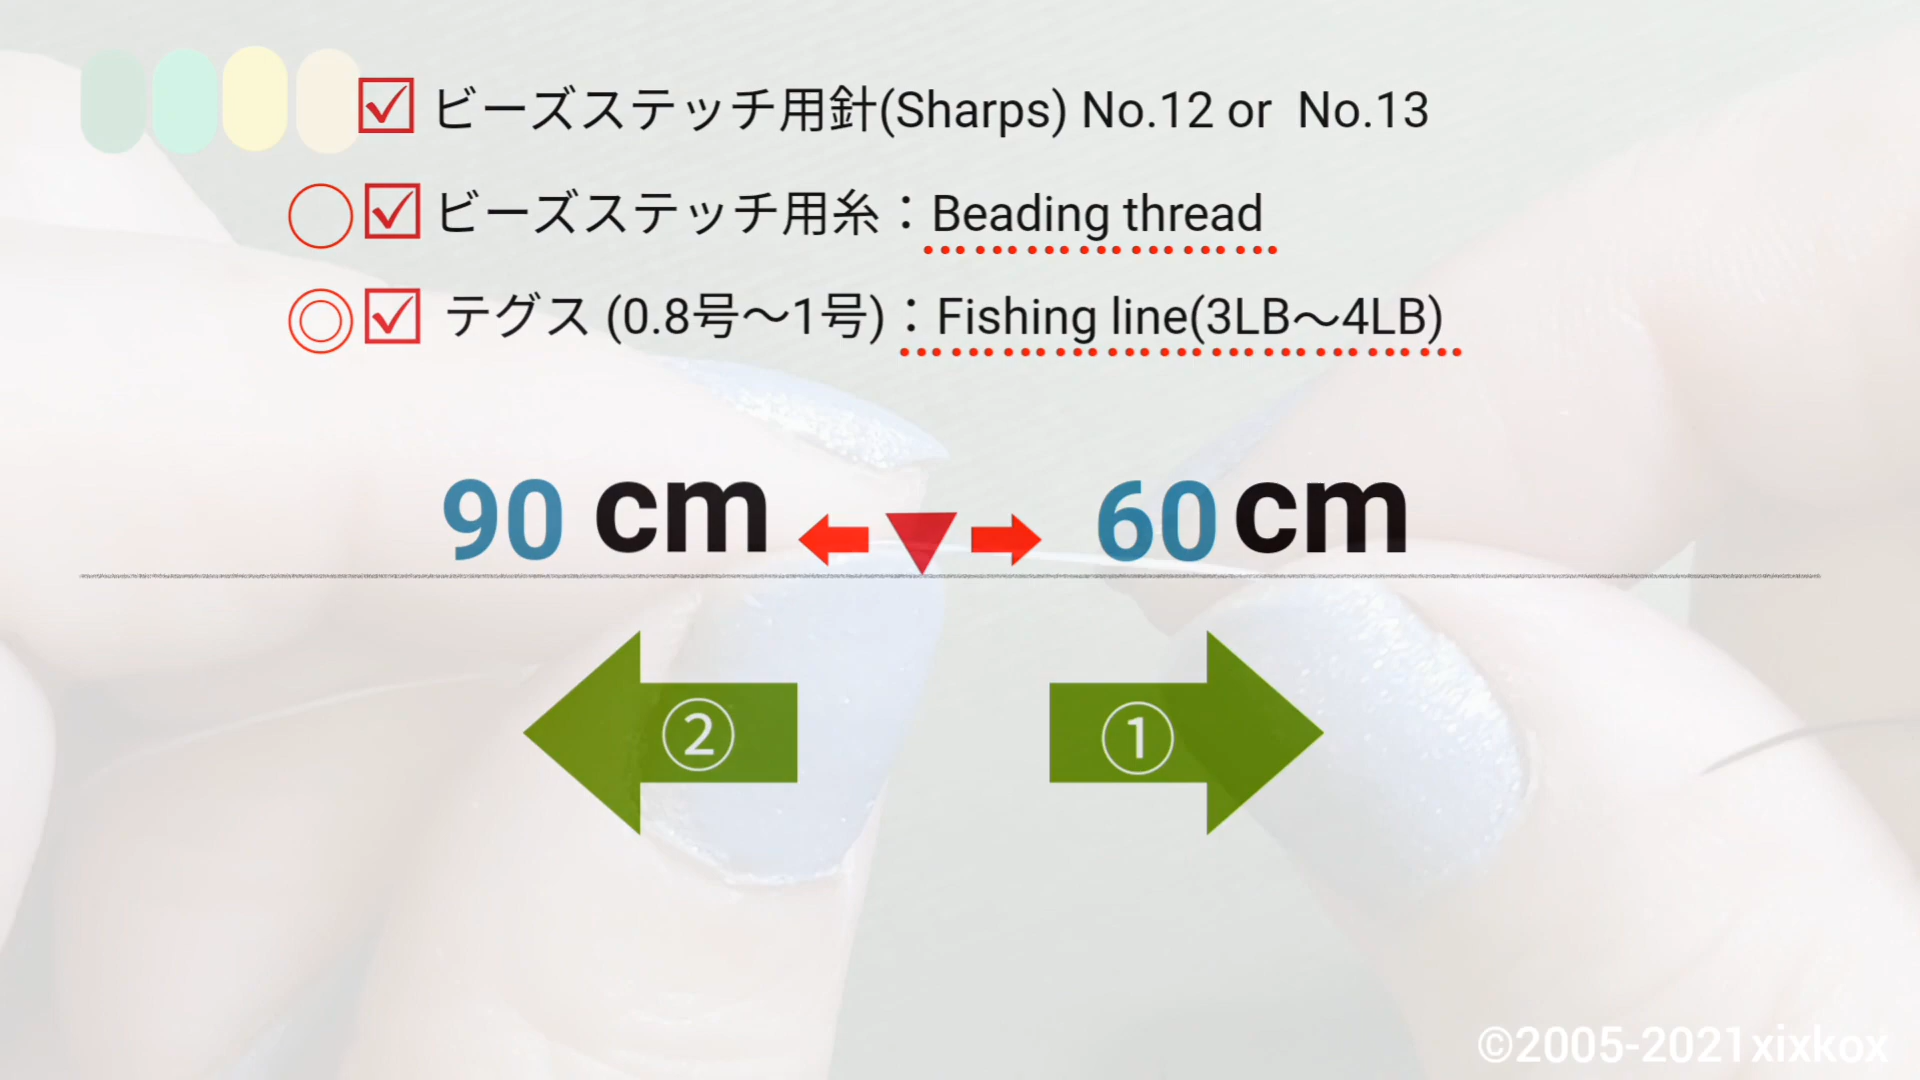 ☑ ビーズステッチ用針(Sharps) No.12 or No.13
○ ☑ ビーズステッチ用糸：Beading thread
◎ ☑ テグス (0.8号～1号)：Fishing line(3LB～4LB)
90 cm 60 cm
② ①
©2005-2021xixkox